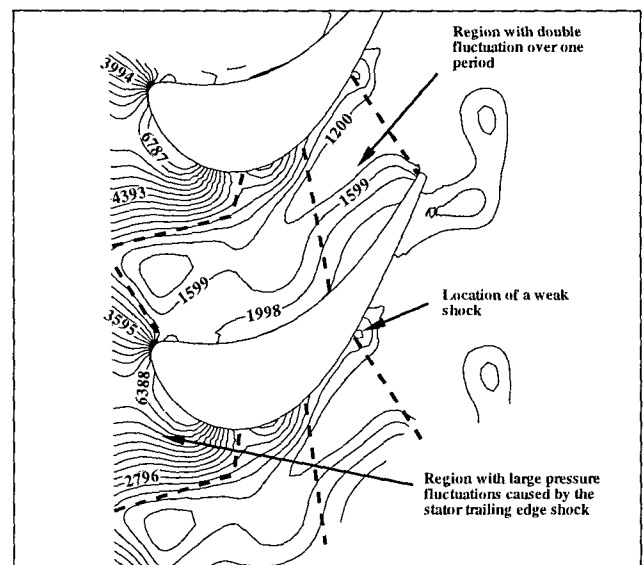 Region with double
fluctuation over one
period
3994
1200
6787
4393
1599
1599
Location of a weak
shock
3595
1998
6388
2796
Region with large pressure
fluctuations caused by the
stator trailing edge shock